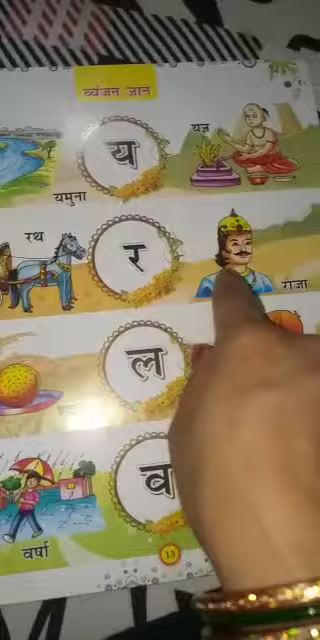 व्यंजन ज्ञान
य
यज्ञ
यमुना
रथ
र
राजा
ल
व
वर्षा
13